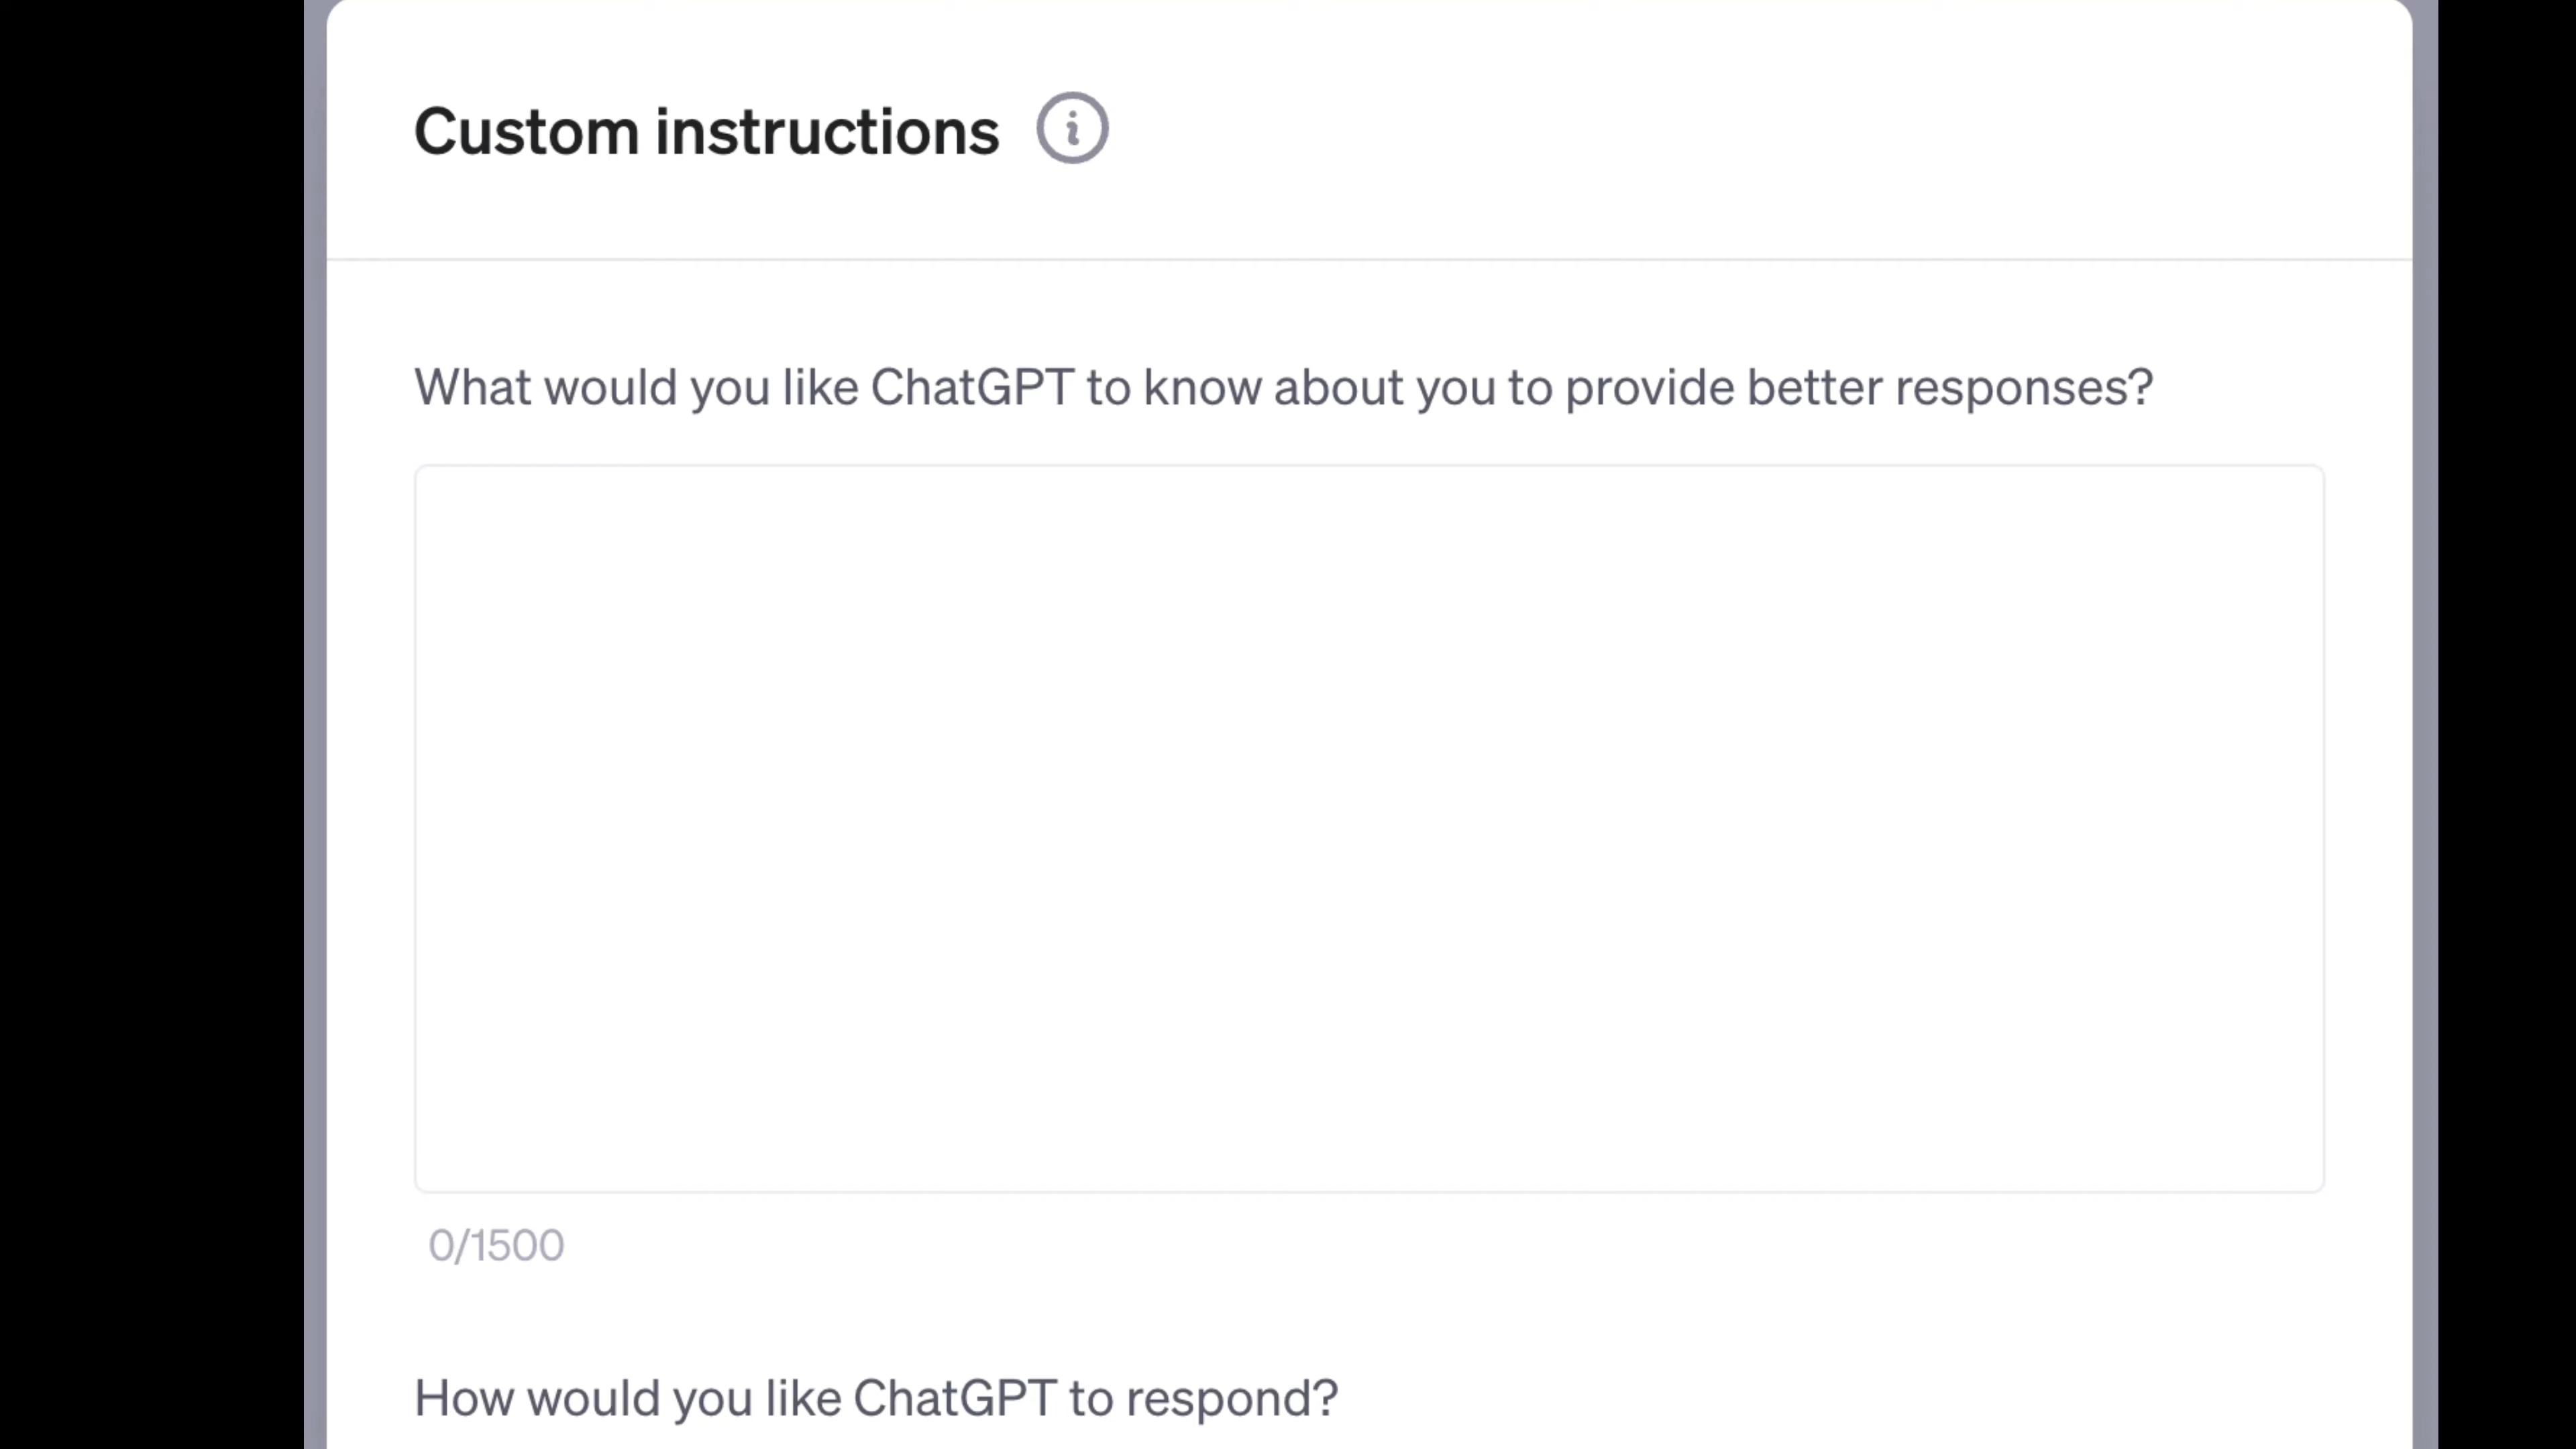 Custom instructions
What would you like ChatGPT to know about you to provide better responses?
0/1500
How would you like ChatGPT to respond?